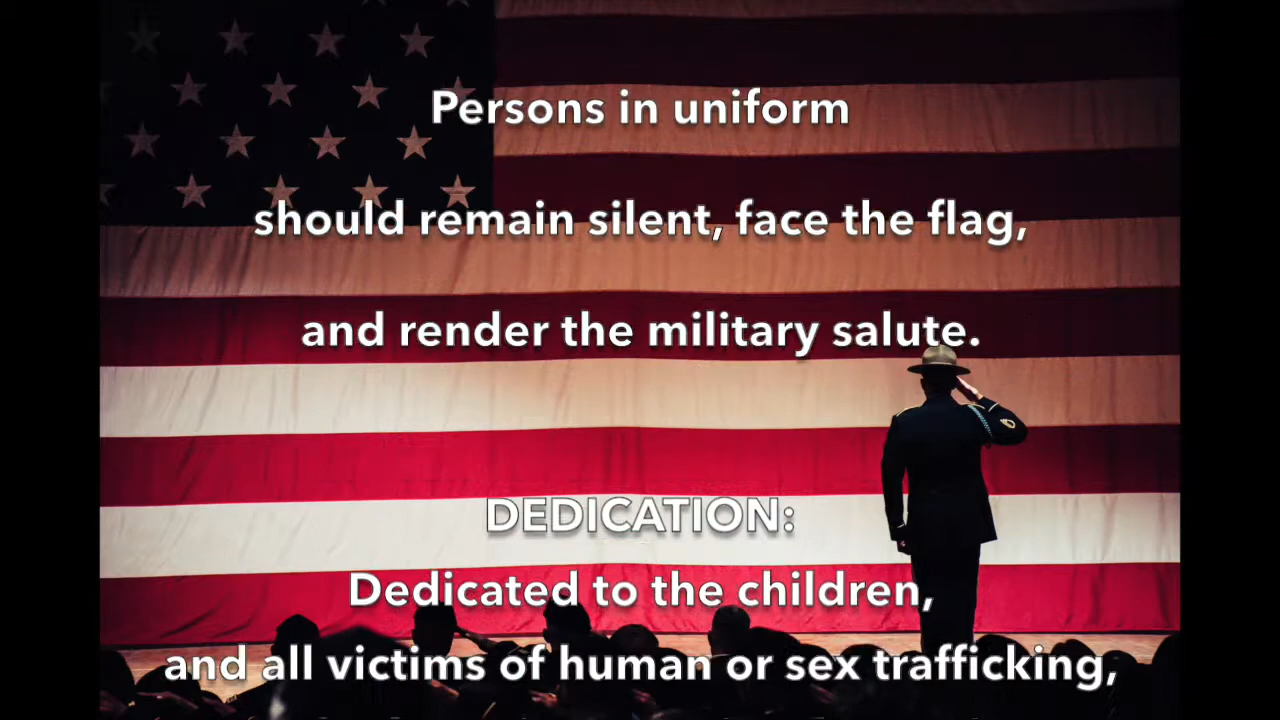 Persons in uniform
should remain silent, face the flag,
and render the military salute.
DEDICATION:
Dedicated to the children,
and all victims of human or sex trafficking,